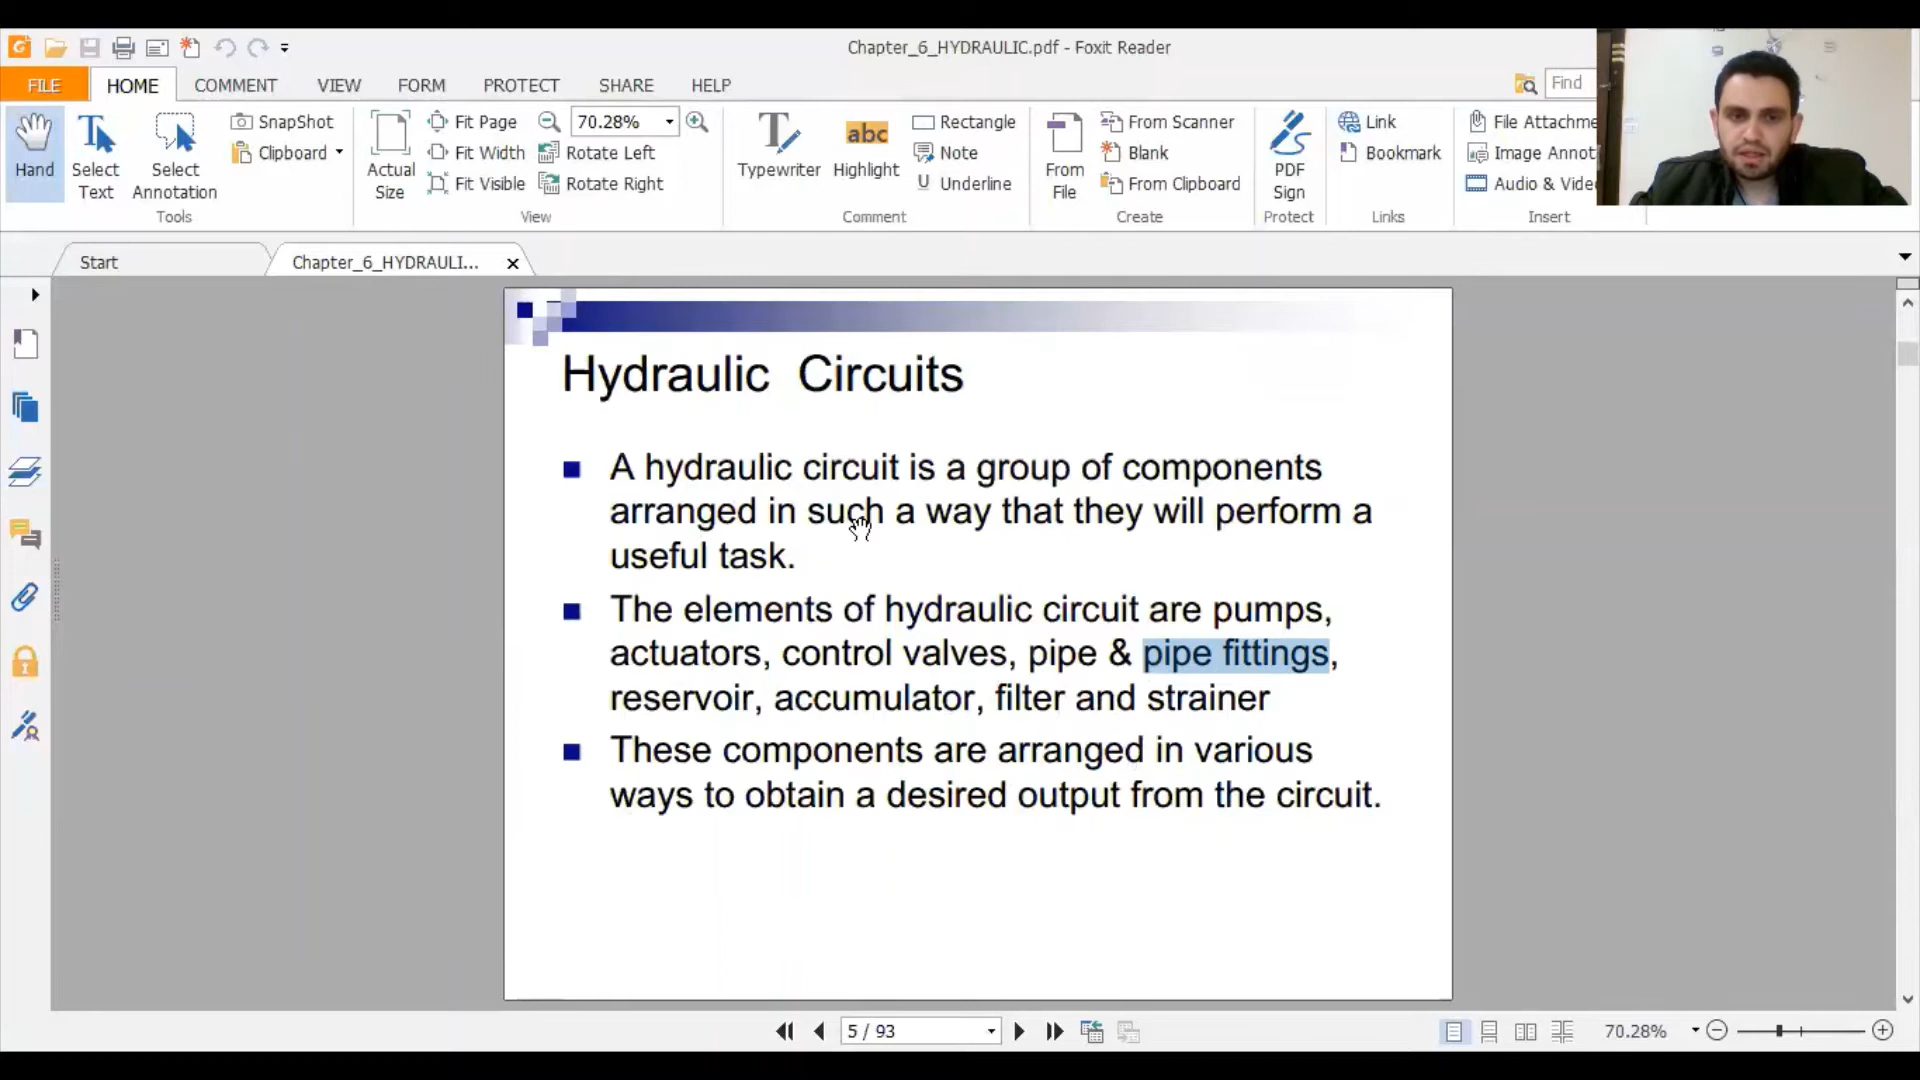 Chapter_6_HYDRAULIC.pdf - Foxit Reader
FILE HOME COMMENT VIEW FORM PROTECT SHARE HELP Find
Hand
Select Text
Select Annotation
SnapShot
Clipboard
Tools
Actual Size
Fit Page
Fit Width
Fit Visible
70.28%
Rotate Left
Rotate Right
View
Typewriter
abc
Highlight
Rectangle
Note
U Underline
Comment
From File
From Scanner
Blank
From Clipboard
Create
PDF Sign
Protect
Link
Bookmark
Links
File Attachme
Image Annot
Audio & Vide
Insert
Start
Chapter_6_HYDRAULI...
Hydraulic Circuits
A hydraulic circuit is a group of components
arranged in such a way that they will perform a
useful task.
The elements of hydraulic circuit are pumps,
actuators, control valves, pipe & pipe fittings,
reservoir, accumulator, filter and strainer
These components are arranged in various
ways to obtain a desired output from the circuit.
5 / 93
70.28%